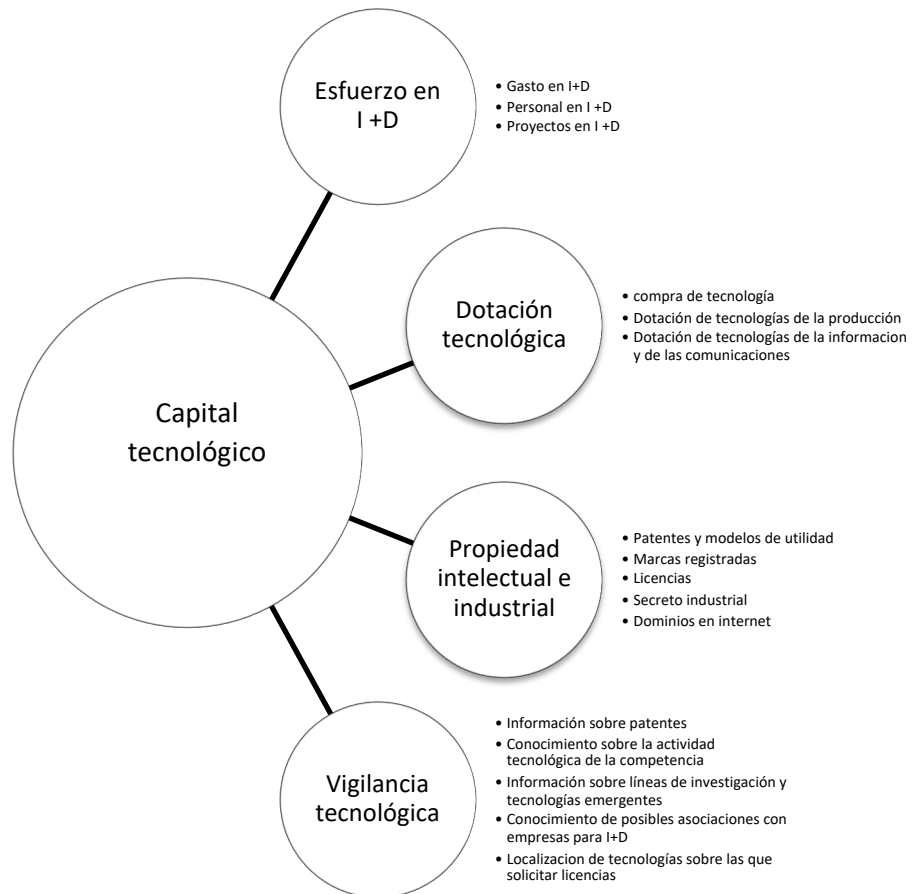 Esfuerzo en
I +D
• Gasto en I+D
• Personal en I +D
• Proyectos en I +D
Dotación
tecnológica
• compra de tecnología
• Dotación de tecnologías de la producción
• Dotación de tecnologías de la informacion
y de las comunicaciones
Capital
tecnológico
Propiedad
intelectual e
industrial
• Patentes y modelos de utilidad
• Marcas registradas
• Licencias
• Secreto industrial
• Dominios en internet
Vigilancia
tecnológica
• Información sobre patentes
• Conocimiento sobre la actividad
tecnológica de la competencia
• Información sobre líneas de investigación y
tecnologías emergentes
• Conocimiento de posibles asociaciones con
empresas para I+D
• Localizacion de tecnologías sobre las que
solicitar licencias